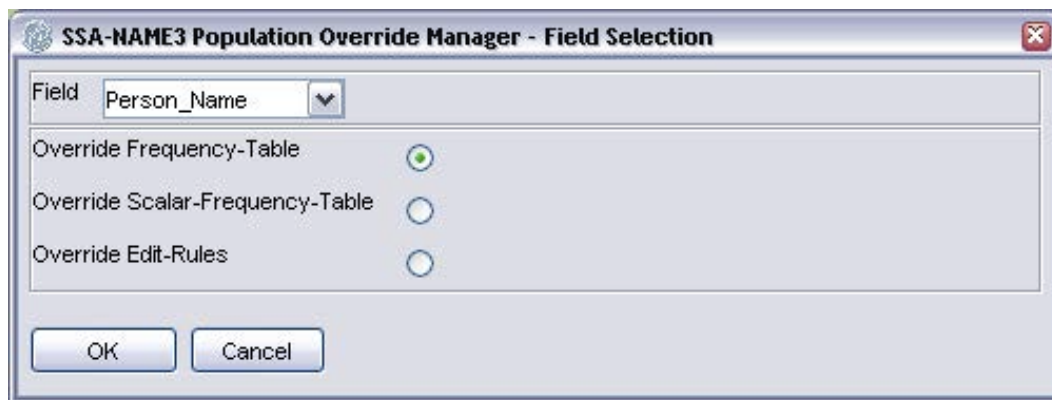 SSA-NAME3 Population Override Manager - Field Selection
Field Person_Name
Override Frequency-Table
Override Scalar-Frequency-Table
Override Edit-Rules
OK Cancel